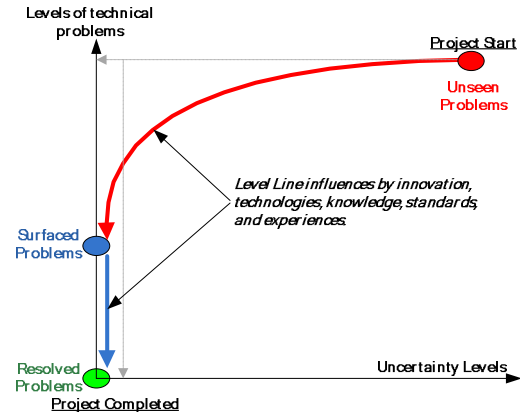 Levels of technical
problems
Project Start
Unseen
Problems
Level Line influences by innovation,
technologies, knowledge, standards,
and experiences.
Surfaced
Problems
Resolved
Problems
Uncertainty Levels
Project Completed